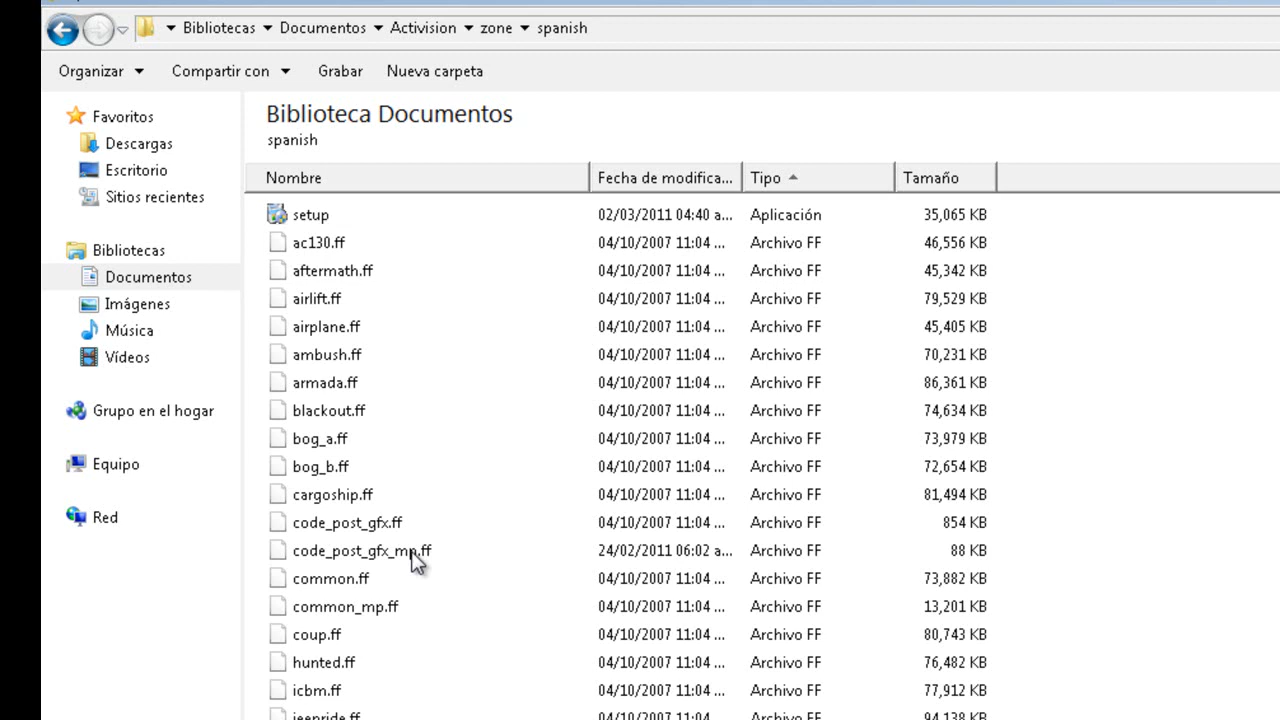 Bibliotecas Documentos Activision zone spanish
Organizar Compartir con Grabar Nueva carpeta
Favoritos
Descargas
Escritorio
Sitios recientes
Bibliotecas
Documentos
Imágenes
Música
Vídeos
Grupo en el hogar
Equipo
Red
Biblioteca Documentos
spanish
Nombre Fecha de modifica... Tipo Tamaño
setup 02/03/2011 04:40 a... Aplicación 35,065 KB
ac130.ff 04/10/2007 11:04 ... Archivo FF 46,556 KB
aftermath.ff 04/10/2007 11:04 ... Archivo FF 45,342 KB
airlift.ff 04/10/2007 11:04 ... Archivo FF 79,529 KB
airplane.ff 04/10/2007 11:04 ... Archivo FF 45,405 KB
ambush.ff 04/10/2007 11:04 ... Archivo FF 70,231 KB
armada.ff 04/10/2007 11:04 ... Archivo FF 86,361 KB
blackout.ff 04/10/2007 11:04 ... Archivo FF 74,634 KB
bog_a.ff 04/10/2007 11:04 ... Archivo FF 73,979 KB
bog_b.ff 04/10/2007 11:04 ... Archivo FF 72,654 KB
cargoship.ff 04/10/2007 11:04 ... Archivo FF 81,494 KB
code_post_gfx.ff 04/10/2007 11:04 ... Archivo FF 854 KB
code_post_gfx_mp.ff 24/02/2011 06:02 a... Archivo FF 88 KB
common.ff 04/10/2007 11:04 ... Archivo FF 73,882 KB
common_mp.ff 04/10/2007 11:04 ... Archivo FF 13,201 KB
coup.ff 04/10/2007 11:04 ... Archivo FF 80,743 KB
hunted.ff 04/10/2007 11:04 ... Archivo FF 76,482 KB
icbm.ff 04/10/2007 11:04 ... Archivo FF 77,912 KB
jeepride.ff 04/10/2007 11:04 ... Archivo FF 94,138 KB